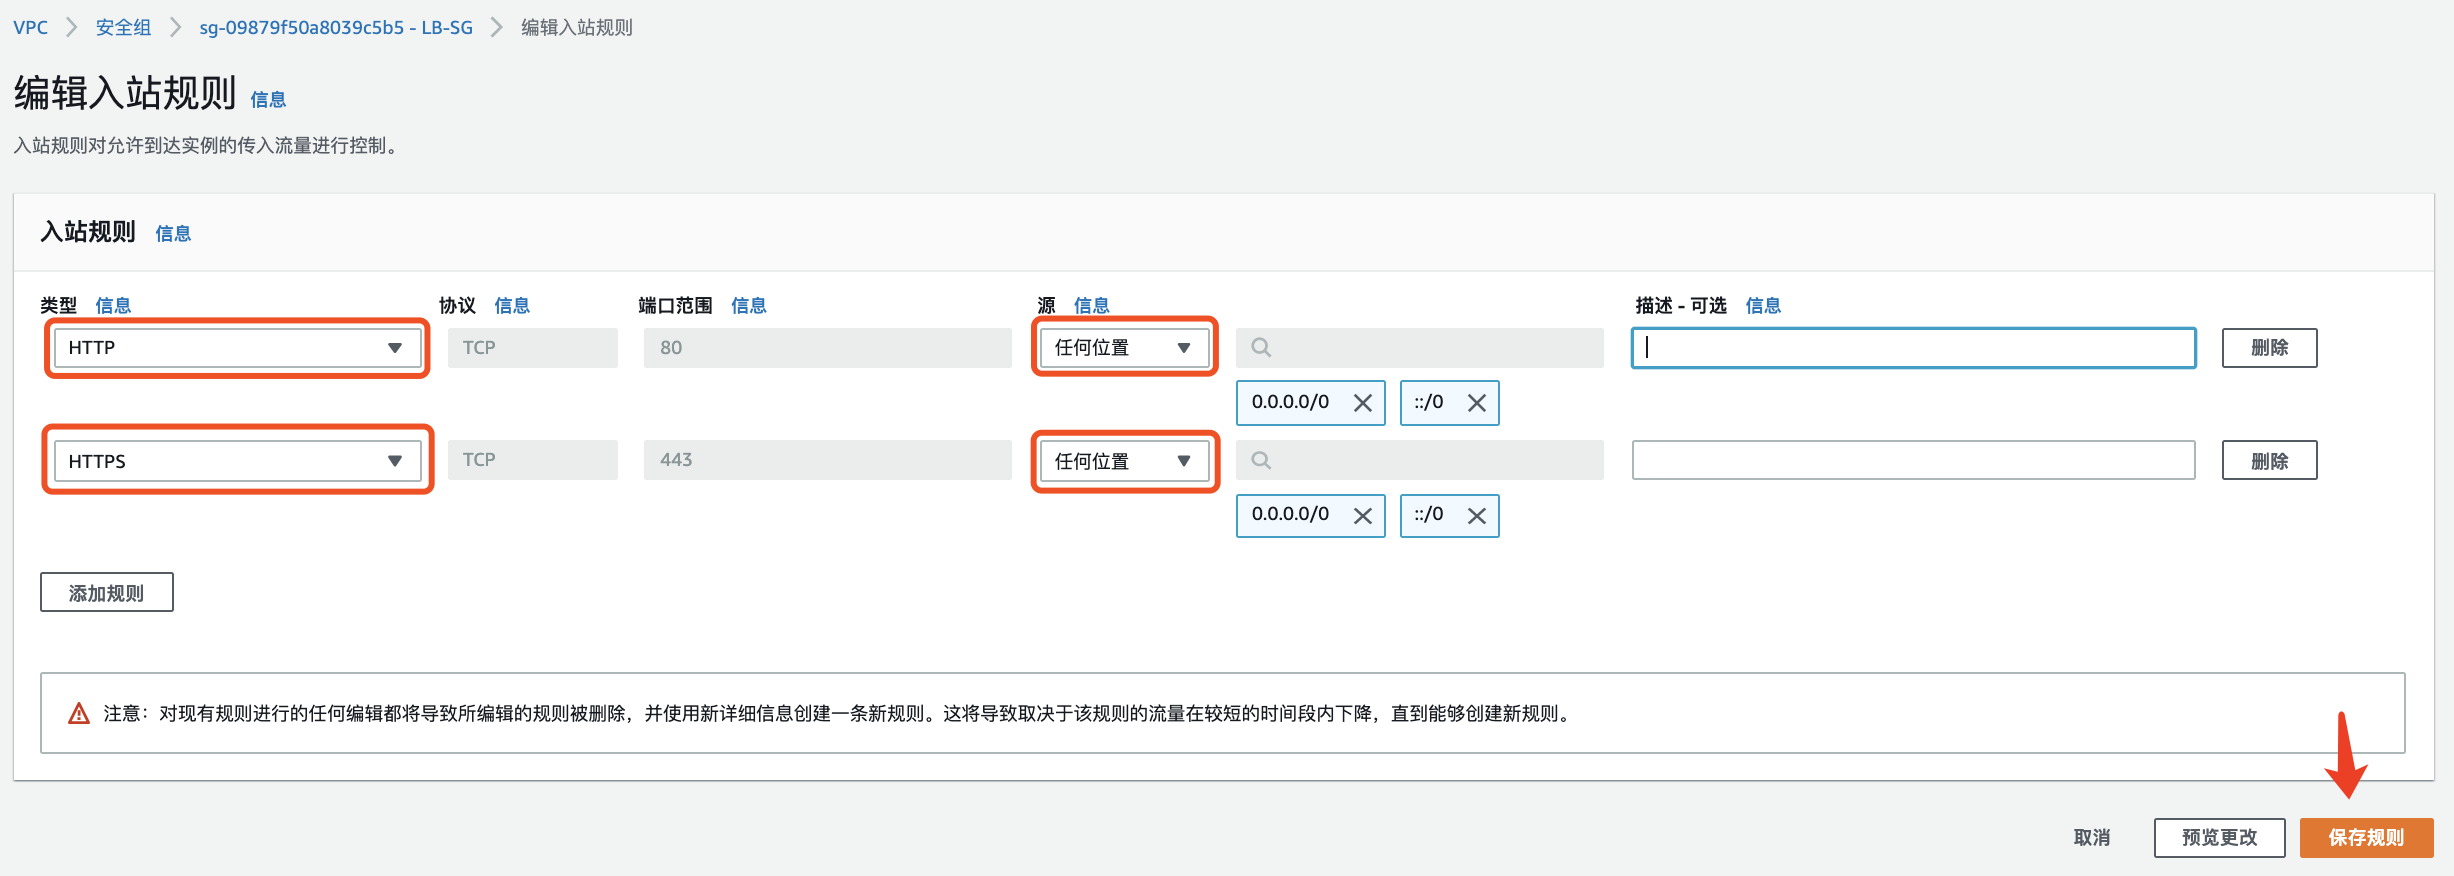 VPC 安全组 sg-09879f50a8039c5b5 - LB-SG 编辑入站规则
编辑入站规则 信息
入站规则对允许到达实例的传入流量进行控制。
入站规则 信息
类型 信息 协议 信息 端口范围 信息 源 信息 描述 - 可选 信息
HTTP TCP 80 任何位置 删除
0.0.0.0/0 ::/0
HTTPS TCP 443 任何位置 删除
0.0.0.0/0 ::/0
添加规则
注意：对现有规则进行的任何编辑都将导致所编辑的规则被删除，并使用新详细信息创建一条新规则。这将导致取决于该规则的流量在较短的时间段内下降，直到能够创建新规则。
取消 预览更改 保存规则